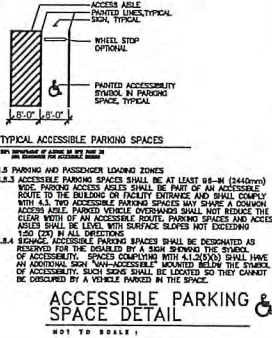 ACCESS AISLE
PAINTED LINES, TYPICAL
SIGN, TYPICAL
WHEEL STOP
OPTIONAL
PAINTED ACCESSIBILITY
SYMBOL IN PARKING
SPACE, TYPICAL
8'-0" 8'-0"
TYPICAL ACCESSIBLE PARKING SPACES
PARKING AND PASSENGER LOADING ZONES
ACCESSIBLE PARKING SPACES SHALL BE AT LEAST 96-IN (2440mm)
WIDE. PARKING ACCESS AISLES SHALL BE PART OF AN ACCESSIBLE
ROUTE TO THE BUILDING OR FACILITY ENTRANCE AND SHALL COMPLY
WITH 4.3. TWO ACCESSIBLE PARKING SPACES MAY SHARE A COMMON
ACCESS AISLE. PARKED VEHICLE OVERHANGS SHALL NOT REDUCE THE
CLEAR WIDTH OF AN ACCESSIBLE ROUTE. PARKING SPACES AND ACCESS
AISLES SHALL BE LEVEL WITH SURFACE SLOPES NOT EXCEEDING
1:50 (2%) IN ALL DIRECTIONS
SIGNAGE. ACCESSIBLE PARKING SPACES SHALL BE DESIGNATED AS
RESERVED FOR THE DISABLED BY A SIGN SHOWING THE SYMBOL
OF ACCESSIBILITY. SPACES COMPLYING WITH 4.1.2(5)(b) SHALL HAVE
AN ADDITIONAL SIGN "VAN-ACCESSIBLE" MOUNTED BELOW THE SYMBOL
OF ACCESSIBILITY. SUCH SIGNS SHALL BE LOCATED SO THEY CANNOT
BE OBSCURED BY A VEHICLE PARKED IN THE SPACE.
ACCESSIBLE PARKING
SPACE DETAIL
NOT TO SCALE